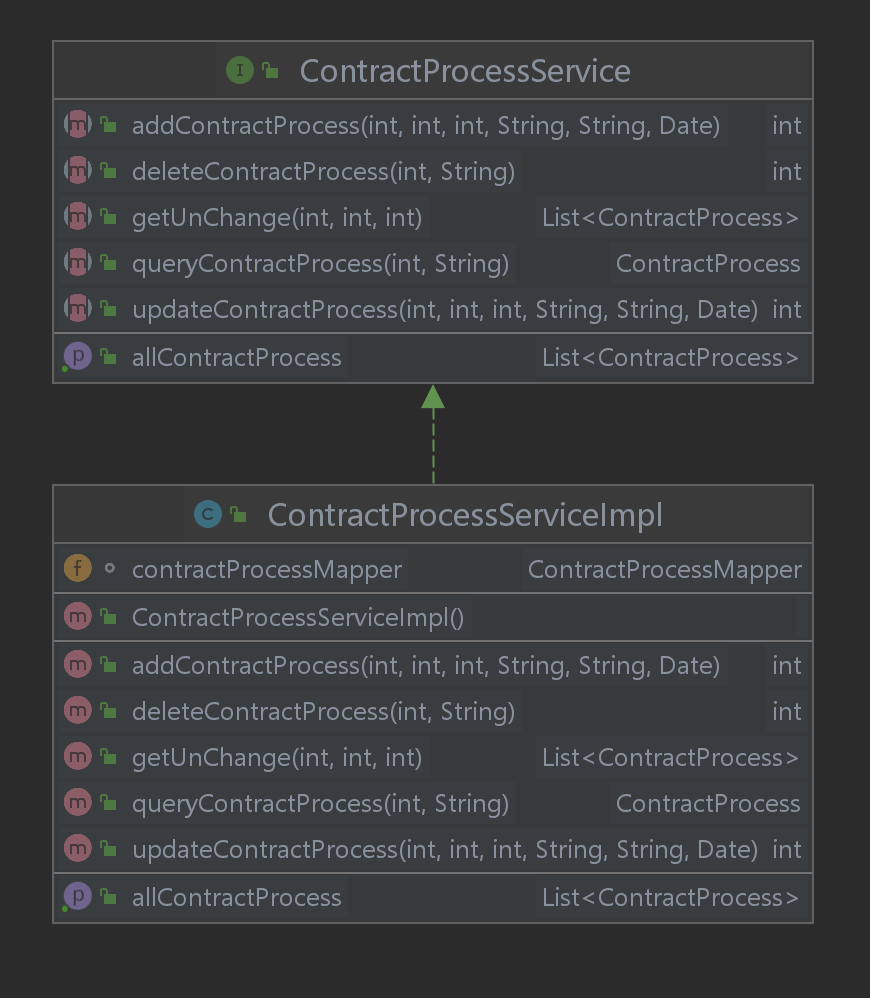 I ContractProcessService
m addContractProcess(int, int, int, String, String, Date) int
m deleteContractProcess(int, String) int
m getUnChange(int, int, int) List<ContractProcess>
m queryContractProcess(int, String) ContractProcess
m updateContractProcess(int, int, int, String, String, Date) int
p allContractProcess List<ContractProcess>
C ContractProcessServiceImpl
f contractProcessMapper ContractProcessMapper
m ContractProcessServiceImpl()
m addContractProcess(int, int, int, String, String, Date) int
m deleteContractProcess(int, String) int
m getUnChange(int, int, int) List<ContractProcess>
m queryContractProcess(int, String) ContractProcess
m updateContractProcess(int, int, int, String, String, Date) int
p allContractProcess List<ContractProcess>